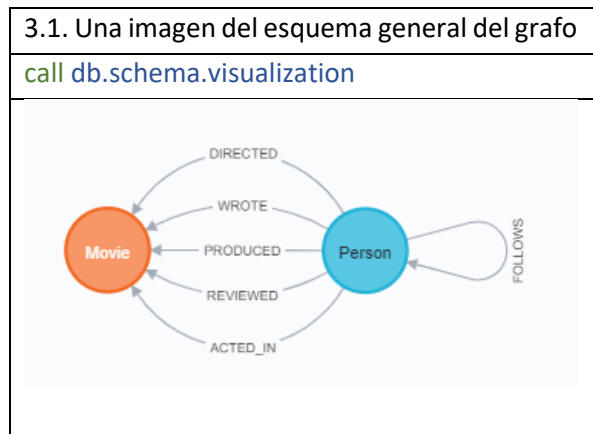 3.1. Una imagen del esquema general del grafo
call db.schema.visualization
DIRECTED
WROTE
Movie
PRODUCED
Person
FOLLOWS
REVIEWED
ACTED_IN